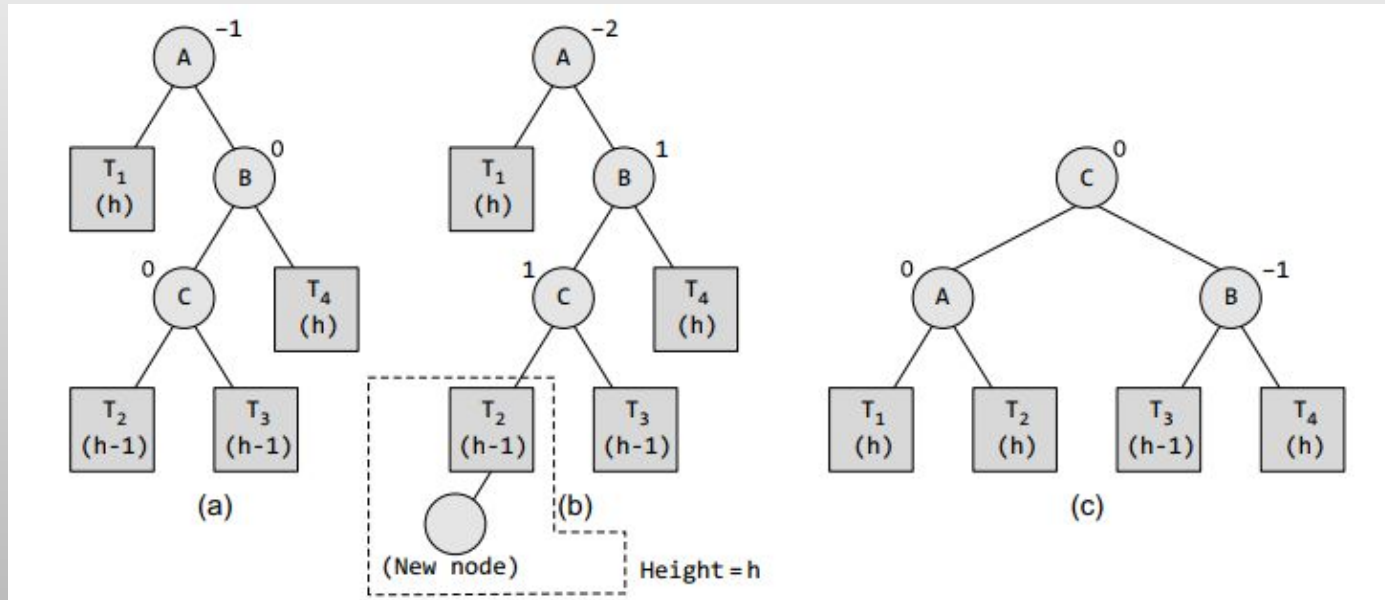 A
−1
T₁
(h)
B
0
0
C
T₄
(h)
T₂
(h-1)
T₃
(h-1)
(a)
A
−2
T₁
(h)
B
1
1
C
T₄
(h)
T₂
(h-1)
T₃
(h-1)
(New node)
(b)
Height = h
C
0
0
A
B
−1
T₁
(h)
T₂
(h)
T₃
(h-1)
T₄
(h)
(c)